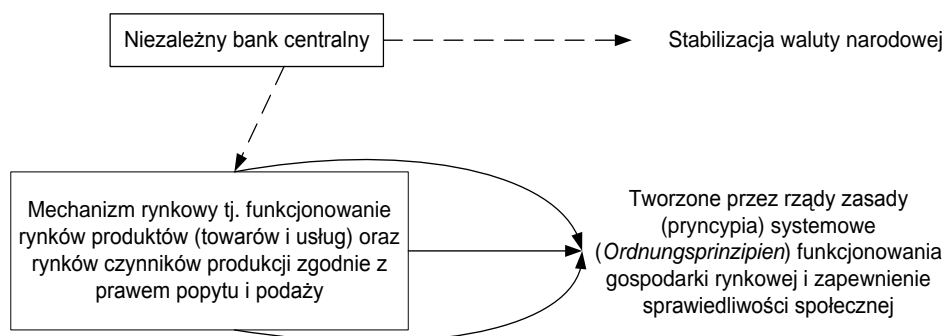 Niezależny bank centralny
Stabilizacja waluty narodowej
Mechanizm rynkowy tj. funkcjonowanie
rynków produktów (towarów i usług) oraz
rynków czynników produkcji zgodnie z
prawem popytu i podaży
Tworzone przez rządy zasady
(pryncypia) systemowe
(Ordnungsprinzipien) funkcjonowania
gospodarki rynkowej i zapewnienie
sprawiedliwości społecznej